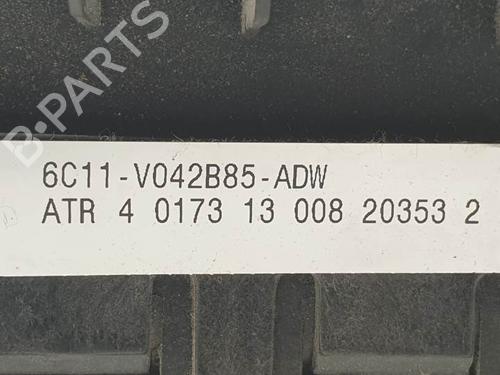 B-PARTS
6C11-V042B85-ADW
ATR 4 0173 13 008 20353 2